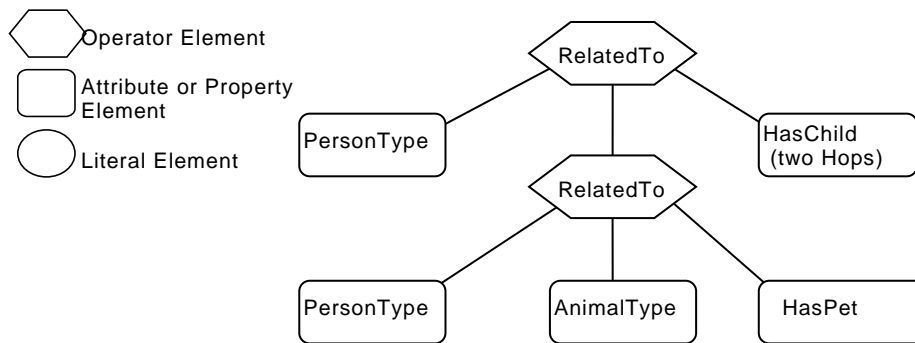 Operator Element
Attribute or Property
Element
Literal Element
RelatedTo
PersonType
HasChild
(two Hops)
RelatedTo
PersonType
AnimalType
HasPet